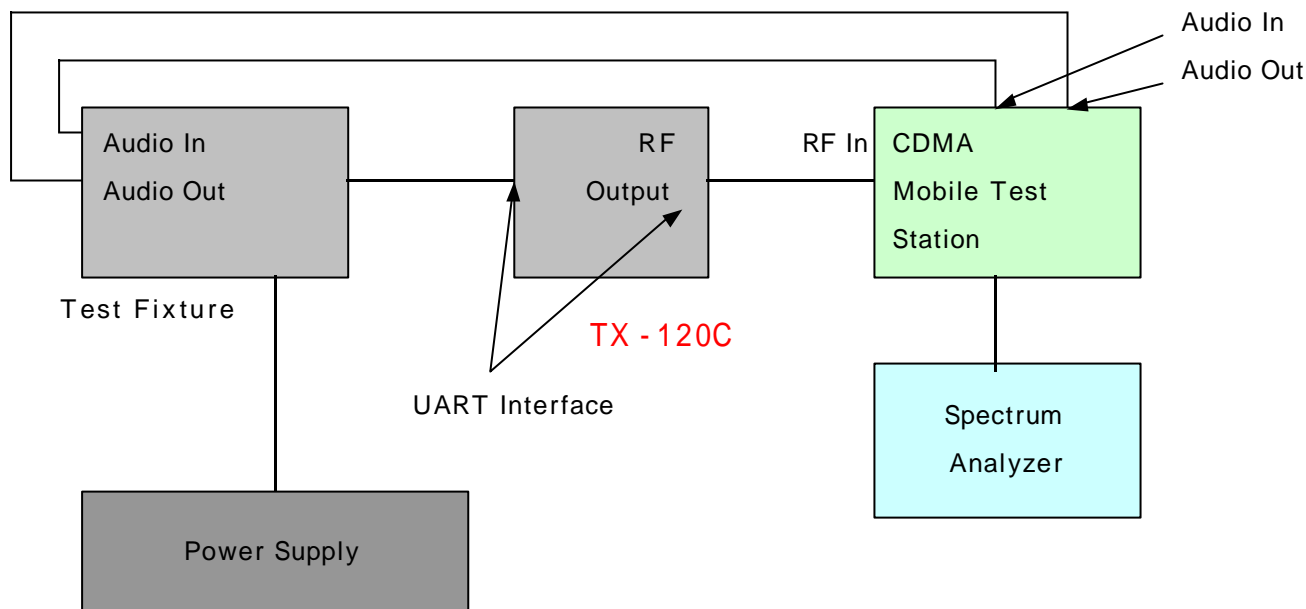 Audio In
Audio Out
Audio In
Audio Out
RF
Output
RF In
CDMA
Mobile Test
Station
Test Fixture
TX - 120C
UART Interface
Spectrum
Analyzer
Power Supply